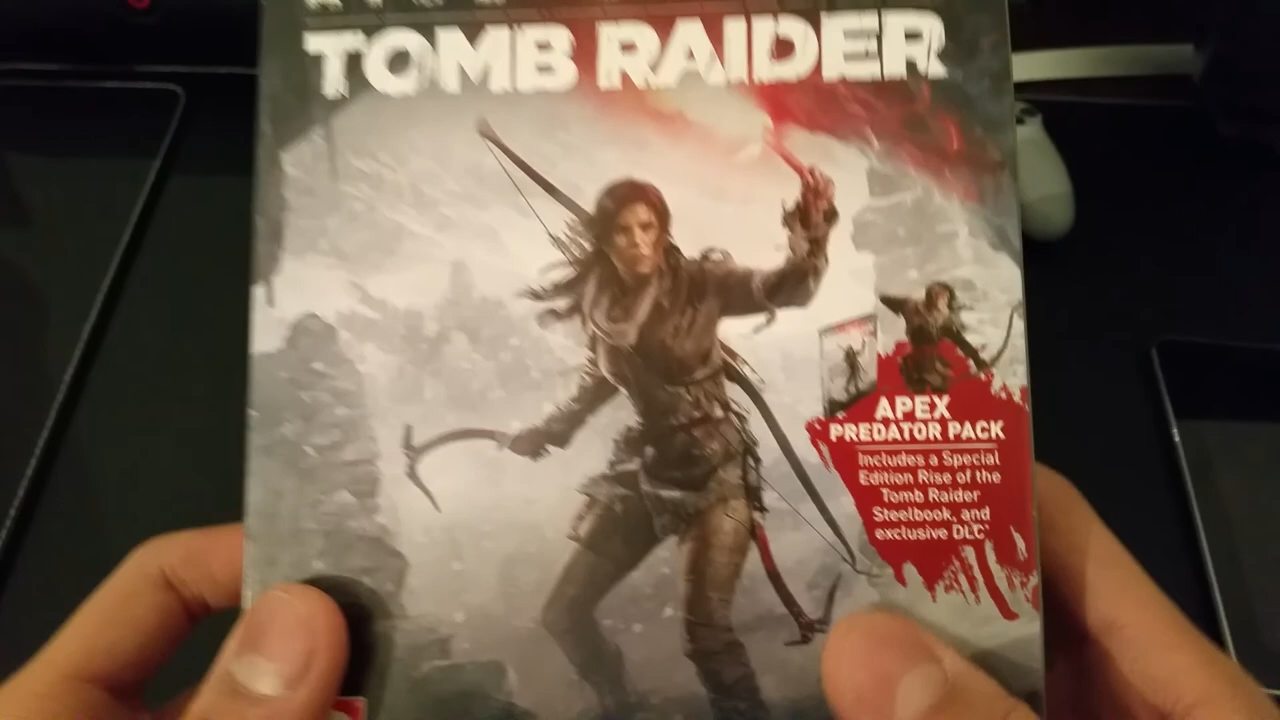 TOMB RAIDER
APEX
PREDATOR PACK
Includes a Special
Edition Rise of the
Tomb Raider
Steelbook, and
exclusive DLC*